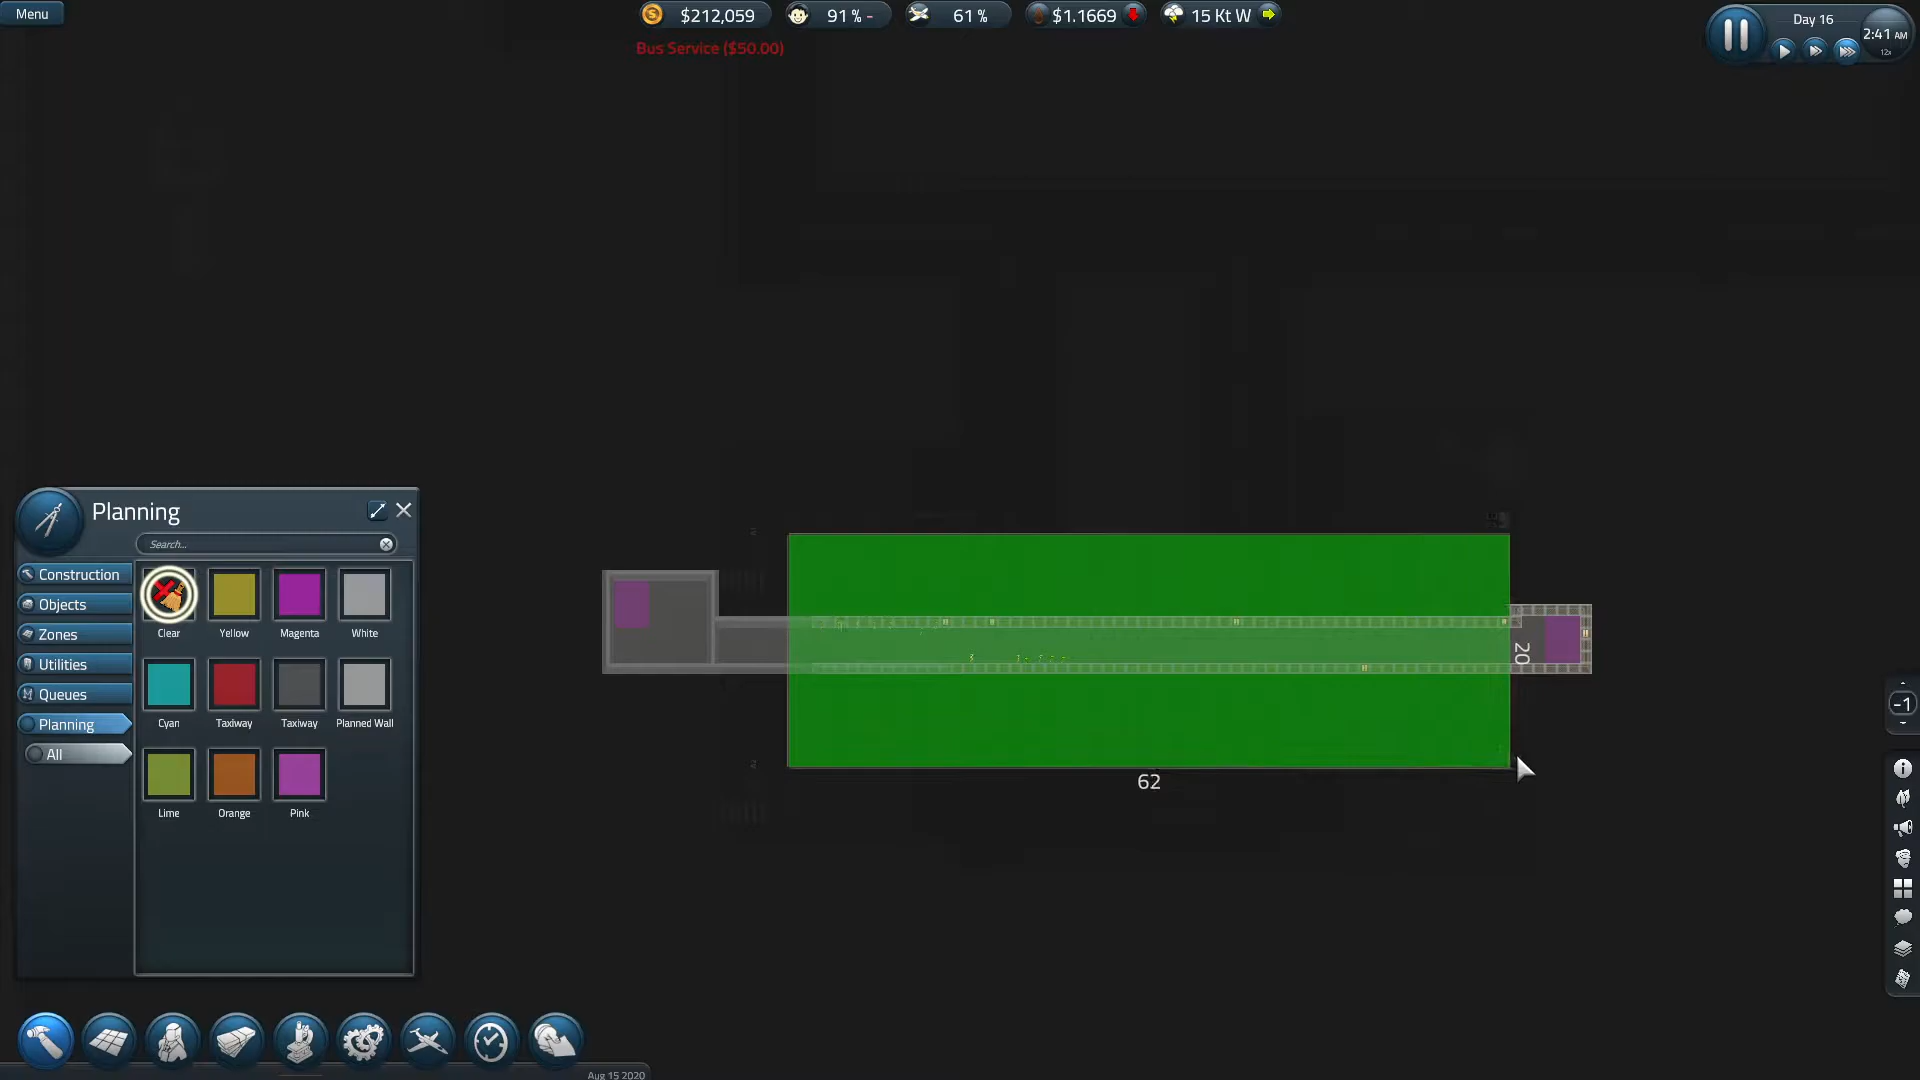 Menu
$212,059
91 % -
61 %
$1.1669
15 Kt W
Day 16
2:41 AM
12x
Bus Service ($50.00)
Planning
Search...
Construction
Objects
Zones
Utilities
Queues
Planning
All
Clear
Yellow
Magenta
White
Cyan
Taxiway
Taxiway
Planned Wall
Lime
Orange
Pink
20
62
-1
Aug 15 2020